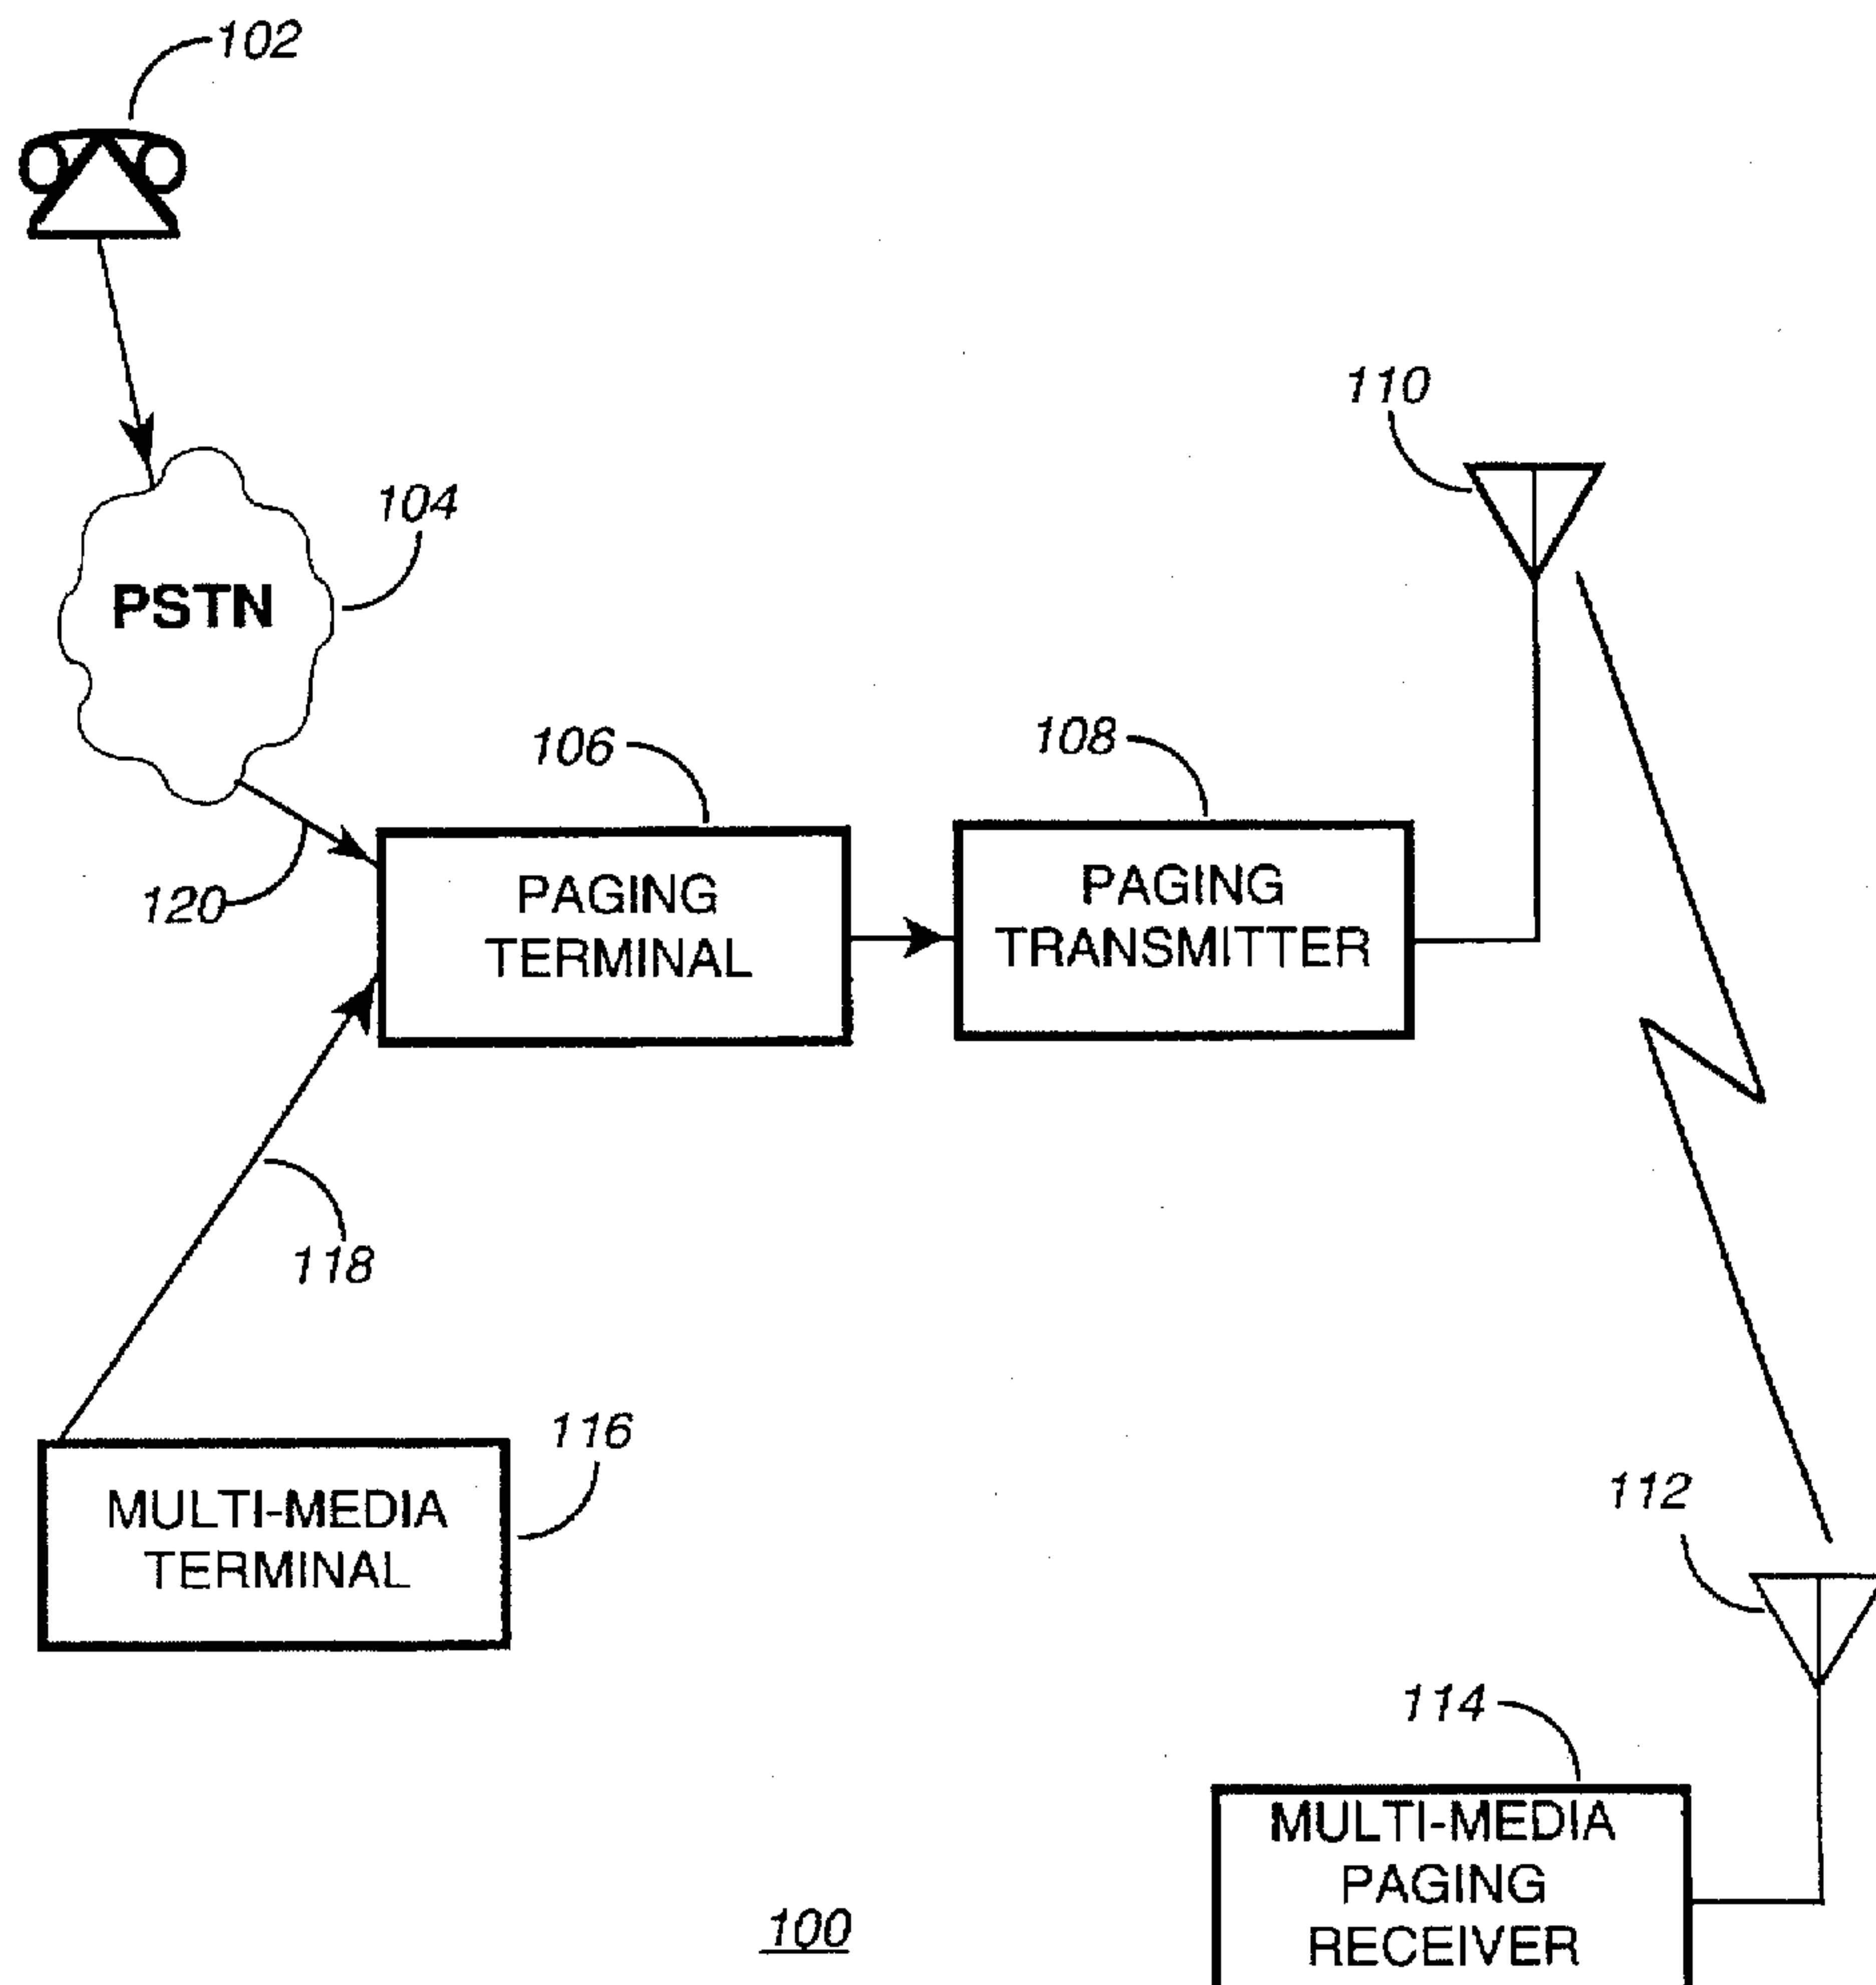 102
110
104
PSTN
106
108
120
PAGING
TERMINAL
PAGING
TRANSMITTER
118
116
MULTI-MEDIA
TERMINAL
112
114
MULTI-MEDIA
PAGING
RECEIVER
100